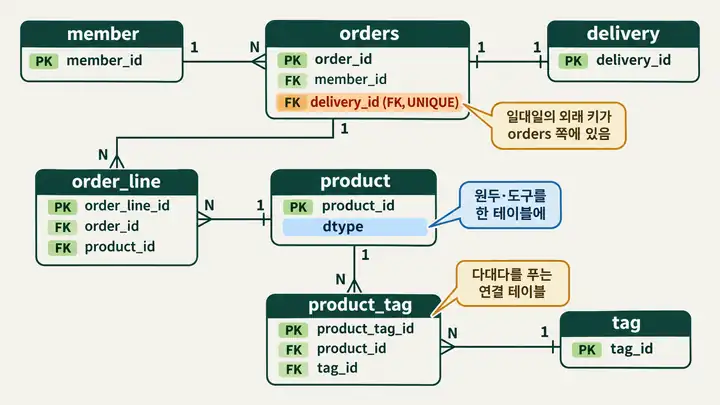 member
PK member_id
1
N
orders
PK order_id
FK member_id
FK delivery_id (FK, UNIQUE)
1
1
delivery
PK delivery_id
일대일의 외래 키가
orders 쪽에 있음
1
N
order_line
PK order_line_id
FK order_id
FK product_id
N
1
product
PK product_id
dtype
원두·도구를
한 테이블에
1
N
다대다를 푸는
연결 테이블
product_tag
PK product_tag_id
FK product_id
FK tag_id
N
1
tag
PK tag_id